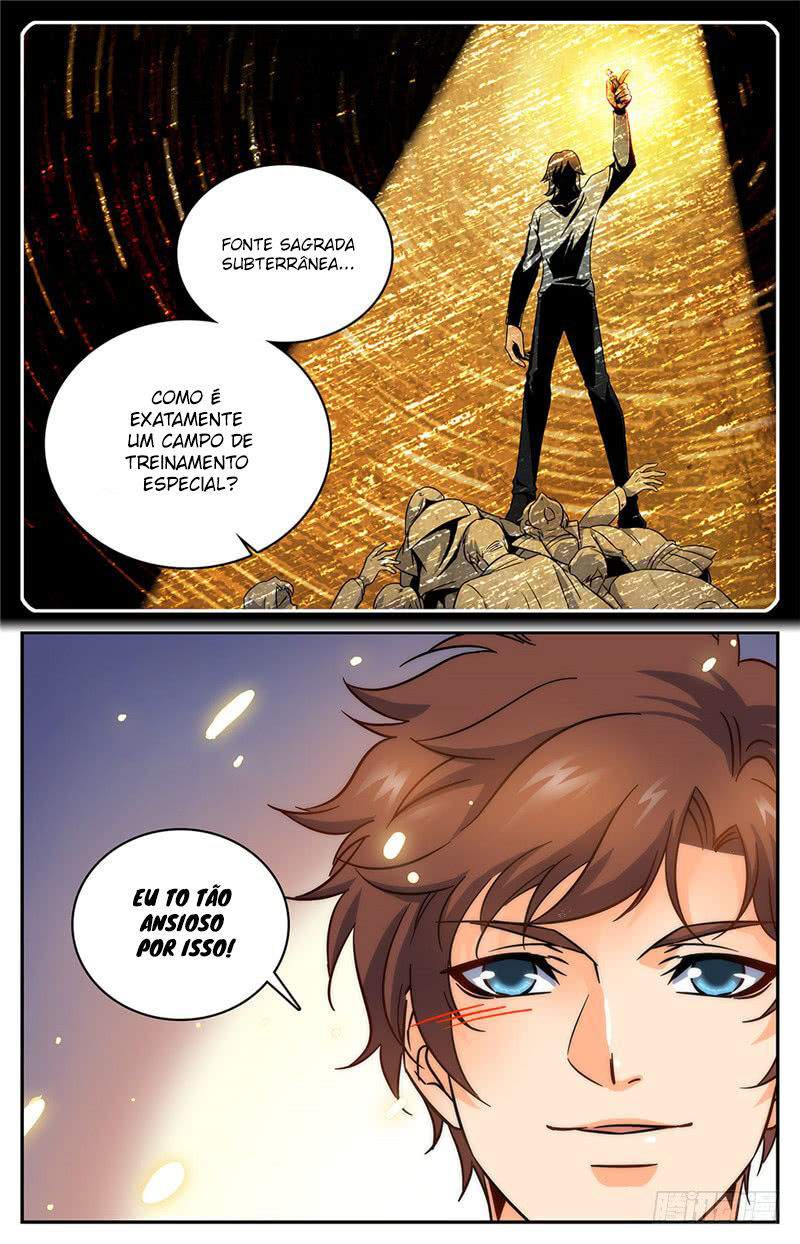 FONTE SAGRADA
SUBTERRÂNEA...
COMO É
EXATAMENTE
UM CAMPO DE
TREINAMENTO
ESPECIAL?
EU TO TÃO
ANSIOSO
POR ISSO!